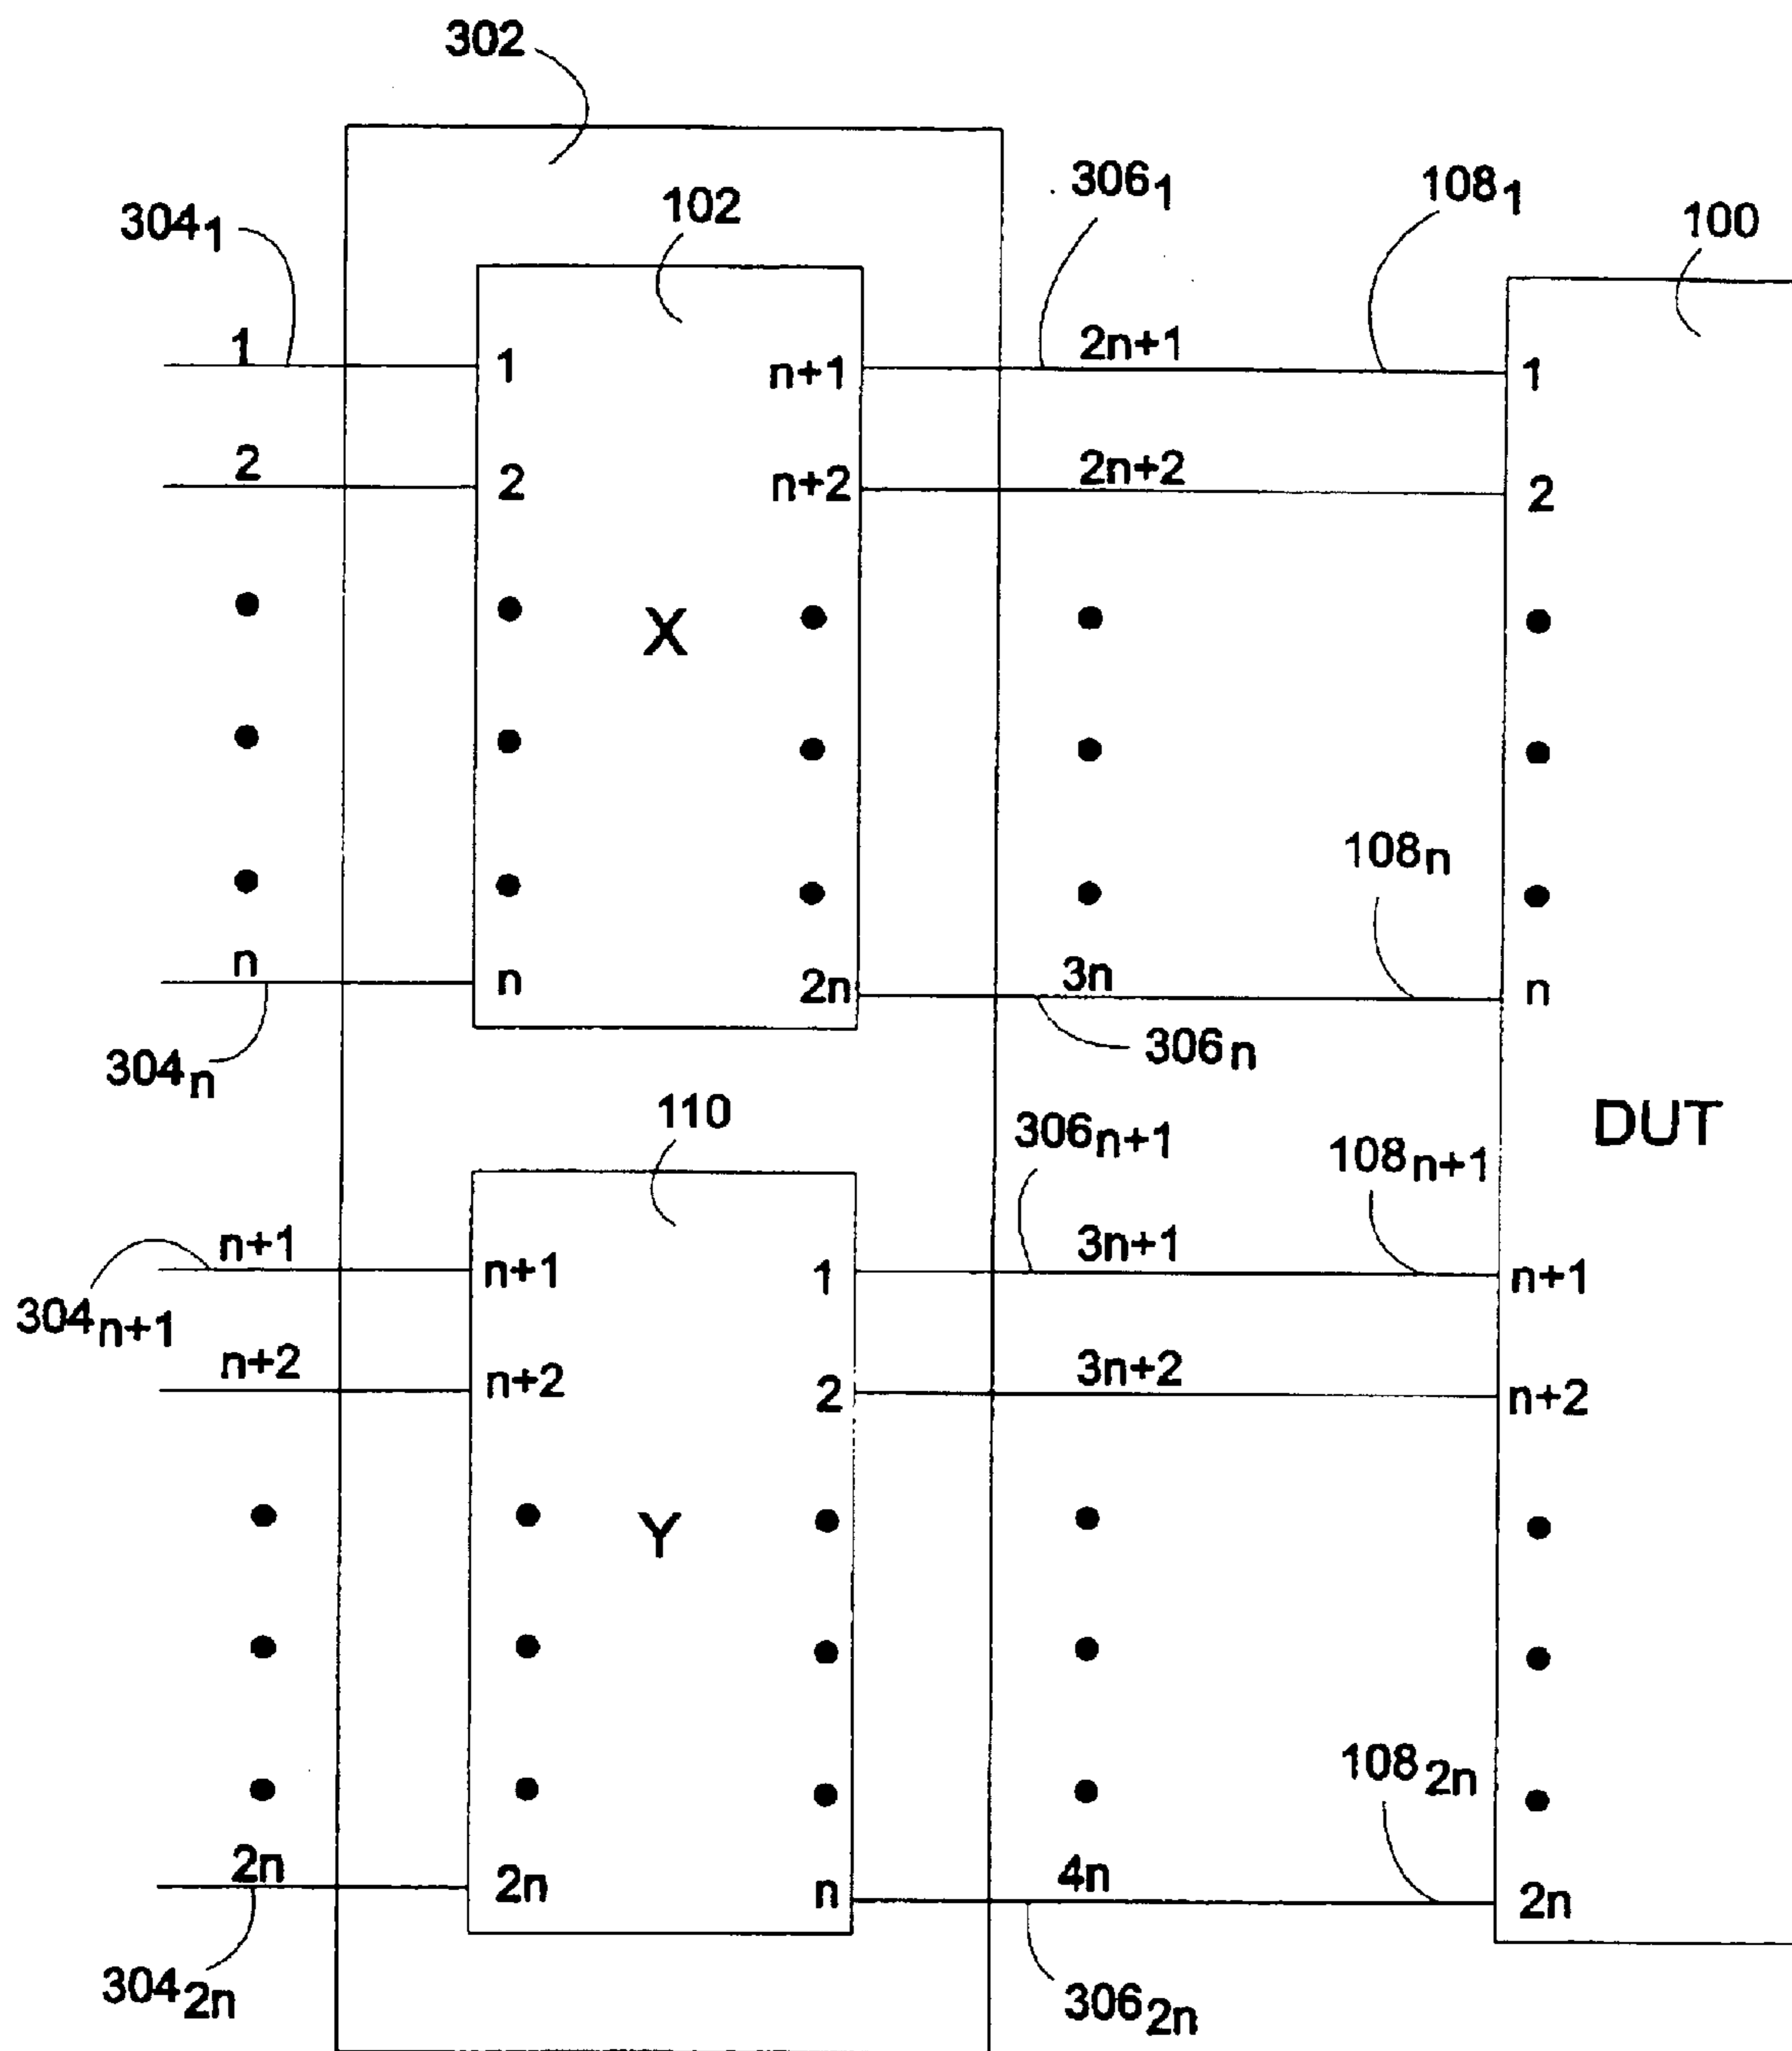 302
304₁ 102 306₁ 108₁ 100
1 1 n+1 2n+1 1
2 2 n+2 2n+2 2
X
108ₙ
n n 2n 3n n
304ₙ 306ₙ
110 306ₙ₊₁ 108ₙ₊₁ DUT
n+1 n+1 1 3n+1 n+1
304ₙ₊₁
n+2 n+2 2 3n+2 n+2
Y
108₂ₙ
2n 2n n 4n 2n
304₂ₙ 306₂ₙ